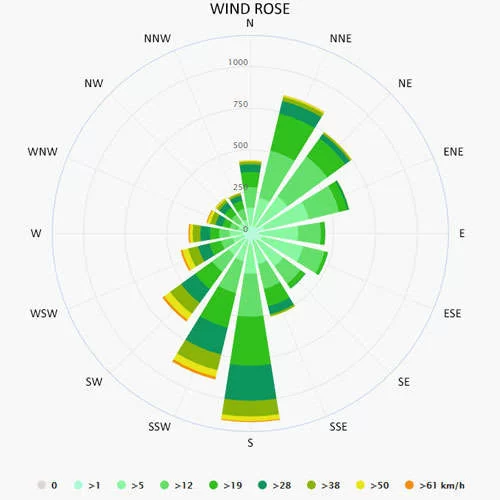 WIND ROSE
N
NNW
NNE
1000
NW
NE
750
500
WNW
ENE
250
W
0
E
WSW
ESE
SW
SE
SSW
SSE
S
0 >1 >5 >12 >19 >28 >38 >50 >61 km/h